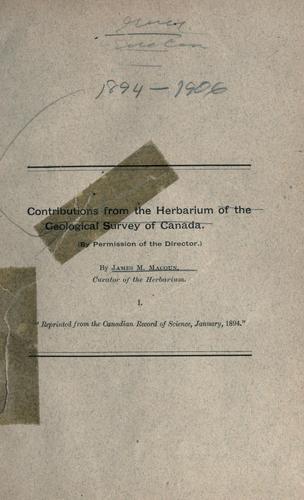 1894-1906
Contributions from the Herbarium of the
Geological Survey of Canada.
(By Permission of the Director.)
By James M. Macoun,
Curator of the Herbarium.
I.
"Reprinted from the Canadian Record of Science, January, 1894."